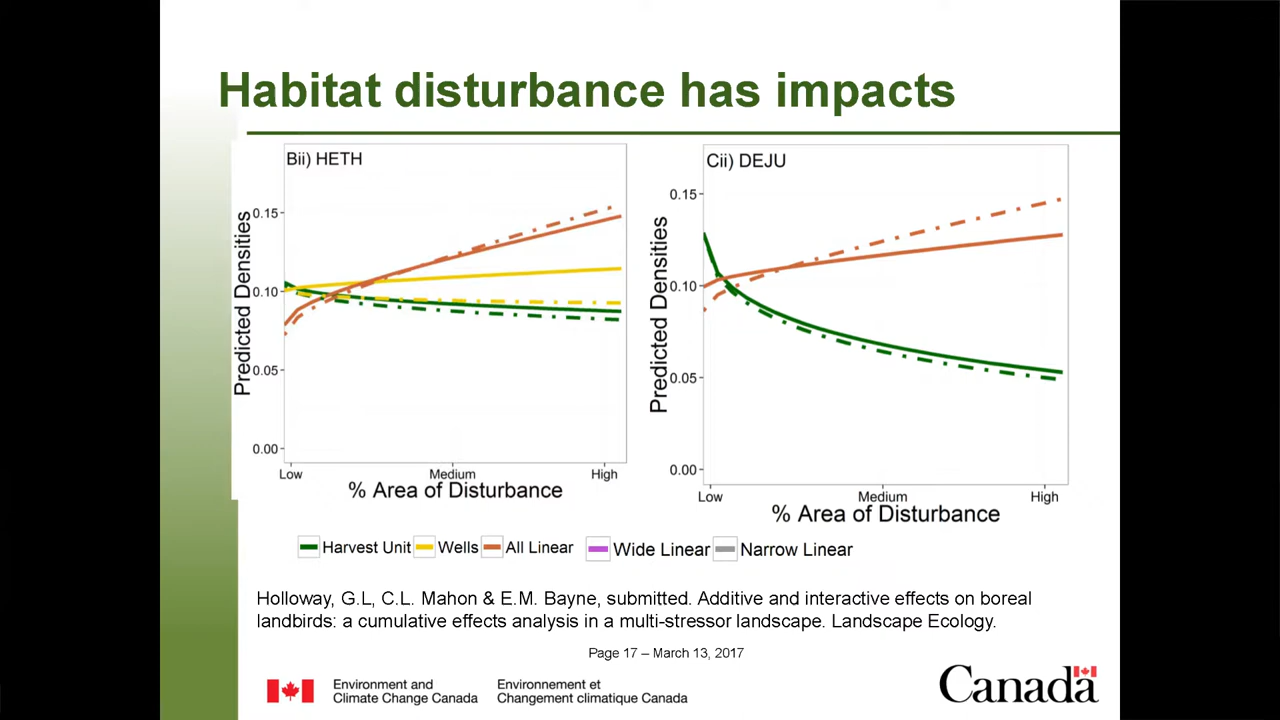 Habitat disturbance has impacts
Bii) HETH
Predicted Densities
0.15
0.10
0.05
0.00
Low Medium High
% Area of Disturbance
Cii) DEJU
Predicted Densities
0.15
0.10
0.05
0.00
Low Medium High
% Area of Disturbance
Harvest Unit Wells All Linear Wide Linear Narrow Linear
Holloway, G.L, C.L. Mahon & E.M. Bayne, submitted. Additive and interactive effects on boreal
landbirds: a cumulative effects analysis in a multi-stressor landscape. Landscape Ecology.
Page 17 – March 13, 2017
Environment and
Climate Change Canada
Environnement et
Changement climatique Canada
Canada